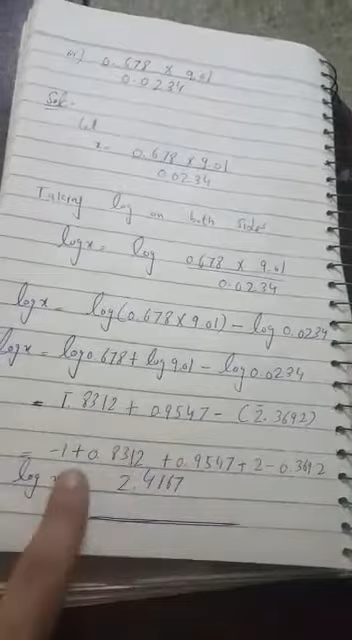 iii) 0.678 × 9.01
0.0234
Sol:-
Let
x = 0.678 × 9.01
0.0234
Taking log on both sides
log x = log 0.678 × 9.01
0.0234
log x = log(0.678 × 9.01) - log 0.0234
log x = log 0.678 + log 9.01 - log 0.0234
= 1̄.8312 + 0.9547 - (2̄.3692)
= -1 + 0.8312 + 0.9547 + 2 - 0.3692
log 2.4167